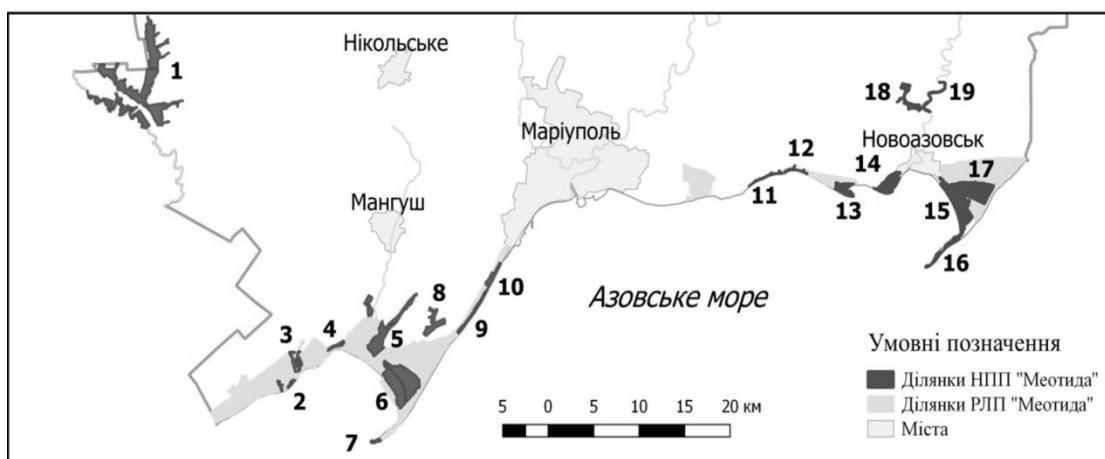 1
Нікольське
18
19
Маріуполь
Новоазовськ
12
14
17
Мангуш
11
13
15
16
10
8
Азовське море
9
3
4
5
Умовні позначення
Ділянки НПП "Меотида"
2
6
5 0 5 10 15 20 км
Ділянки РЛП "Меотида"
7
Міста